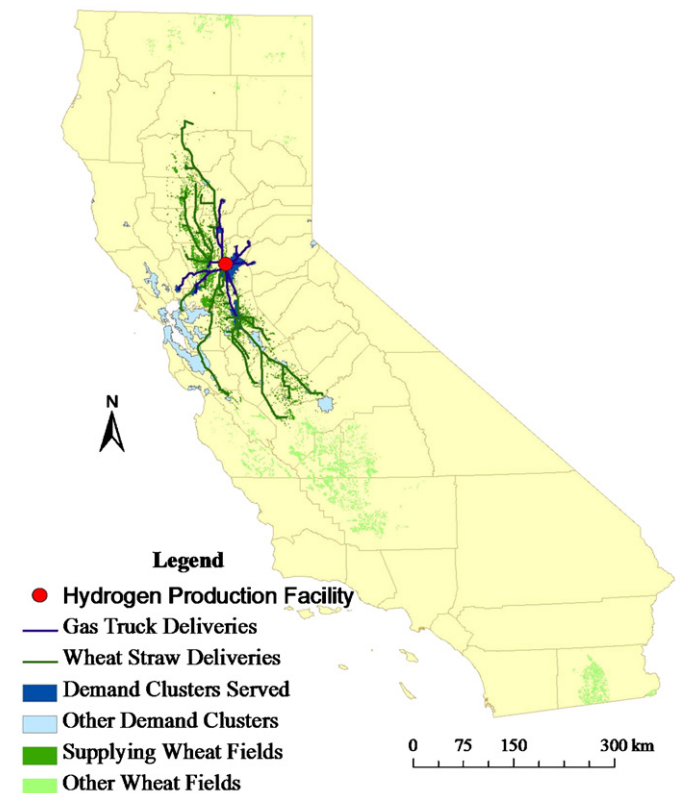 N
Legend
Hydrogen Production Facility
Gas Truck Deliveries
Wheat Straw Deliveries
Demand Clusters Served
Other Demand Clusters
Supplying Wheat Fields
Other Wheat Fields
0 75 150 300 km